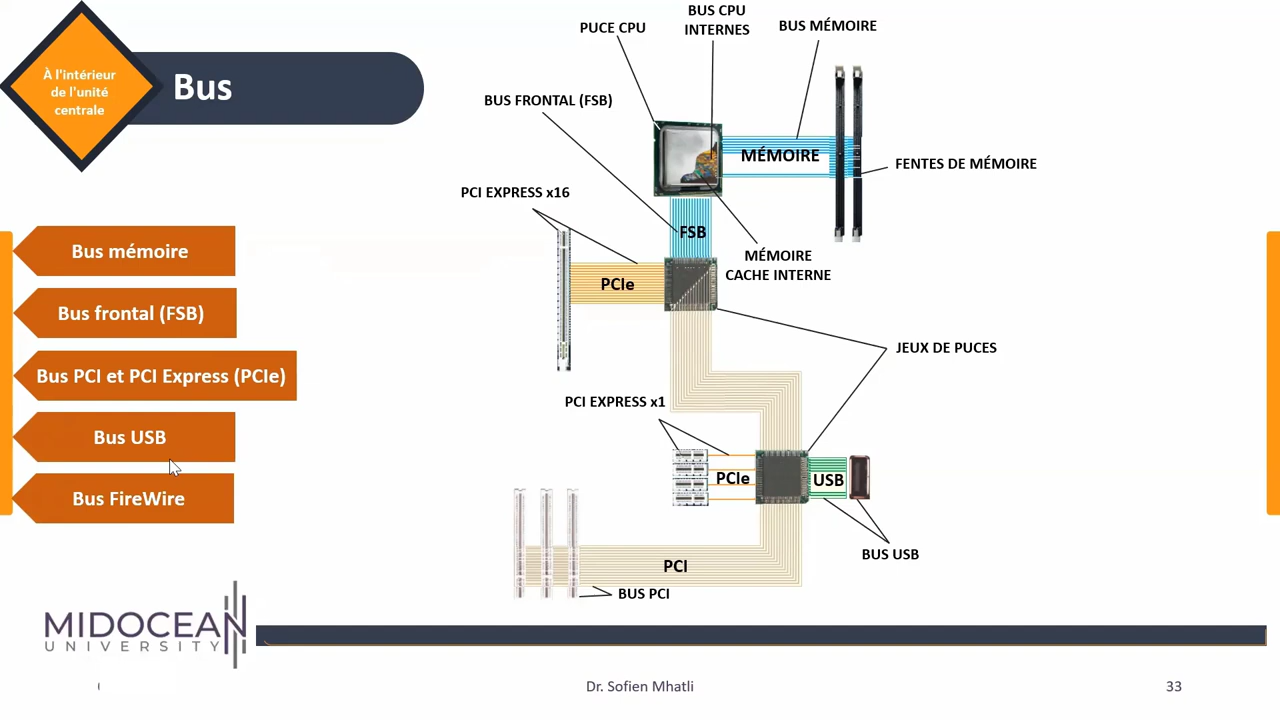 À l'intérieur
de l'unité
centrale
Bus
Bus mémoire
Bus frontal (FSB)
Bus PCI et PCI Express (PCIe)
Bus USB
Bus FireWire
PUCE CPU
BUS CPU
INTERNES
BUS MÉMOIRE
BUS FRONTAL (FSB)
MÉMOIRE
FENTES DE MÉMOIRE
PCI EXPRESS x16
FSB
MÉMOIRE
CACHE INTERNE
PCIe
JEUX DE PUCES
PCI EXPRESS x1
PCIe
USB
BUS USB
PCI
BUS PCI
MIDOCEAN
UNIVERSITY
Dr. Sofien Mhatli
33